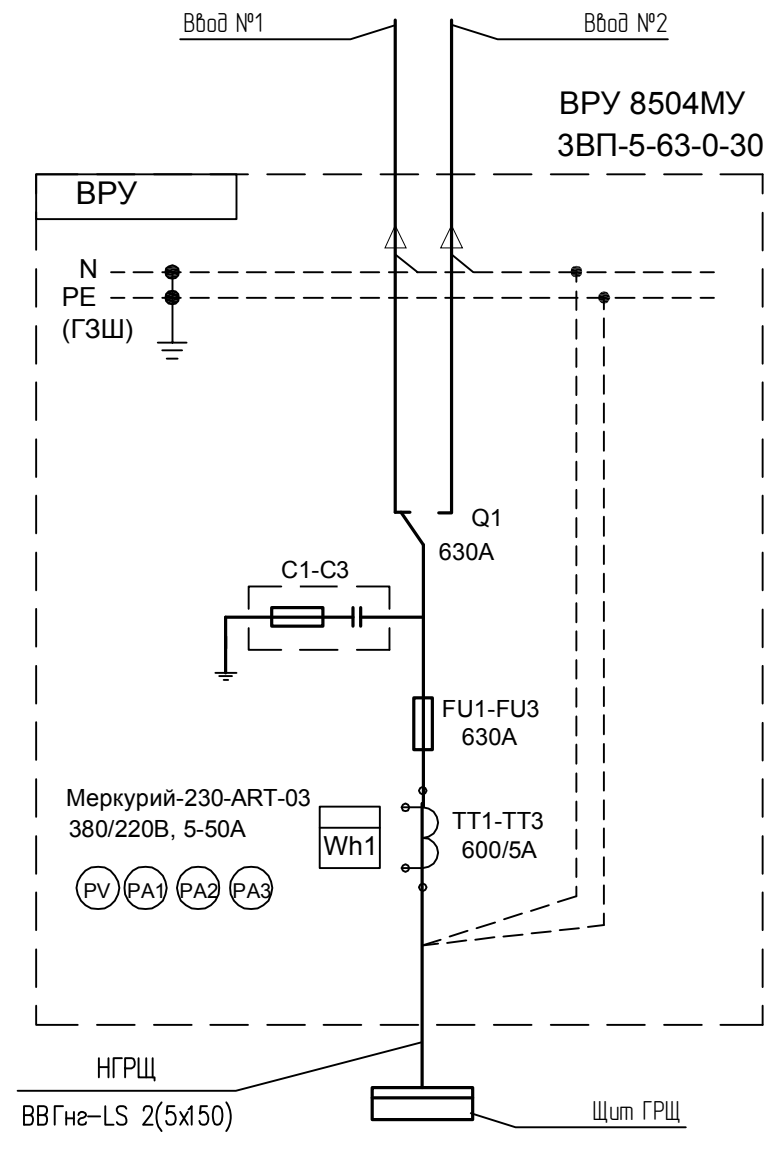 Ввод №1
Ввод №2
ВРУ 8504МУ
3ВП-5-63-0-30
ВРУ
N
PE
(ГЗШ)
Q1
630А
C1-C3
FU1-FU3
630А
Меркурий-230-ART-03
380/220В, 5-50А
Wh1
ТТ1-ТТ3
600/5А
PV
PA1
PA2
PA3
НГРЩ
ВВГнг-LS 2(5х150)
Щит ГРЩ